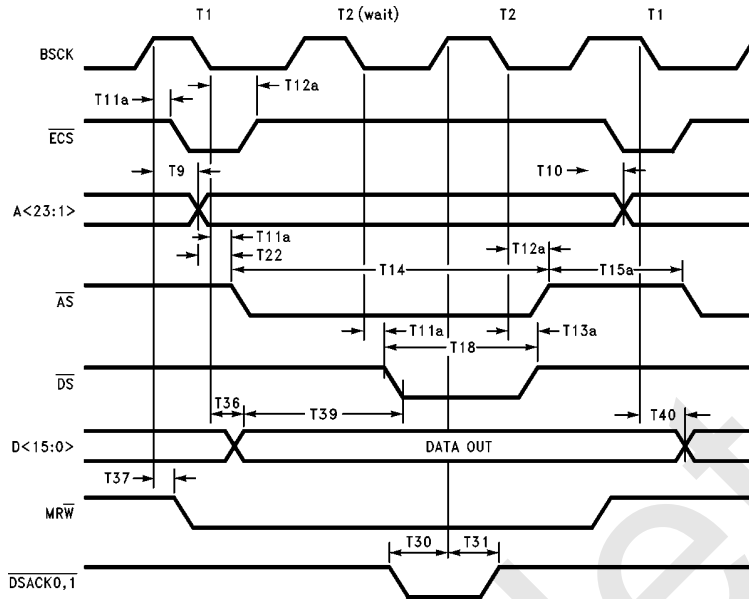 T1 T2 (wait) T2 T1
BSCK
T12a
T11a
ECS
T9 T10
A<23:1>
T11a T12a
T22
T14 T15a
AS
T11a T13a
T18
DS
T36 T39 T40
D<15:0> DATA OUT
T37
MRW
T30 T31
DSACK0,1